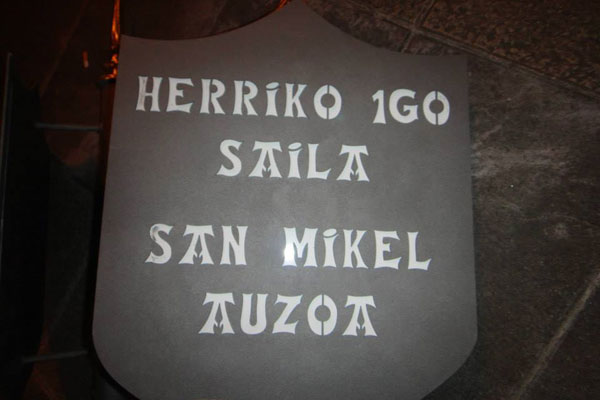 HERRiKO 1GO
SAiLA
SAN MiKEL
AUZOA